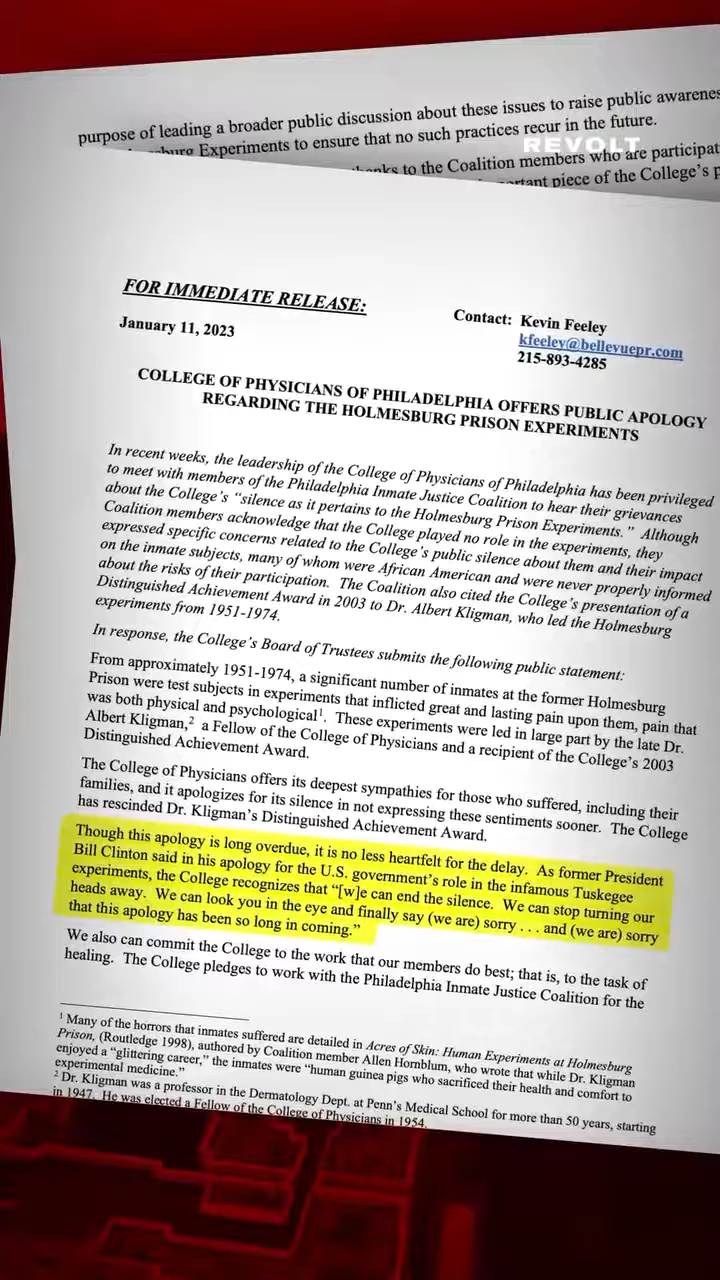 purpose of leading a broader public discussion about these issues to raise public
burg Experiments to ensure that no such practices recur in the future.
REVOLT
to the Coalition members who are
piece of the College's
FOR IMMEDIATE RELEASE:
January 11, 2023
Contact: Kevin Feeley
kfeeley@bellevuepr.com
215-893-4285
COLLEGE OF PHYSICIANS OF PHILADELPHIA OFFERS PUBLIC APOLOGY
REGARDING THE HOLMESBURG PRISON EXPERIMENTS
In recent weeks, the leadership of the College of Physicians of Philadelphia has been privileged
to meet with members of the Philadelphia Inmate Justice Coalition to hear their grievances
about the College's “silence as it pertains to the Holmesburg Prison Experiments.” Although
Coalition members acknowledge that the College played no role in the experiments, they
expressed specific concerns related to the College's public silence about them and their impact
on the inmate subjects, many of whom were African American and were never properly informed
about the risks of their participation. The Coalition also cited the College's presentation of a
Distinguished Achievement Award in 2003 to Dr. Albert Kligman, who led the Holmesburg
experiments from 1951-1974.
In response, the College's Board of Trustees submits the following public statement:
From approximately 1951-1974, a significant number of inmates at the former Holmesburg
Prison were test subjects in experiments that inflicted great and lasting pain upon them, pain that
was both physical and psychological¹. These experiments were led in large part by the late Dr.
Albert Kligman,² a Fellow of the College of Physicians and a recipient of the College's 2003
Distinguished Achievement Award.
The College of Physicians offers its deepest sympathies for those who suffered, including their
families, and it apologizes for its silence in not expressing these sentiments sooner. The College
has rescinded Dr. Kligman's Distinguished Achievement Award.
Though this apology is long overdue, it is no less heartfelt for the delay. As former President
Bill Clinton said in his apology for the U.S. government's role in the infamous Tuskegee
experiments, the College recognizes that “[w]e can end the silence. We can stop turning our
heads away. We can look you in the eye and finally say (we are) sorry . . . and (we are) sorry
that this apology has been so long in coming.”
We also can commit the College to the work that our members do best; that is, to the task of
healing. The College pledges to work with the Philadelphia Inmate Justice Coalition for the
¹ Many of the horrors that inmates suffered are detailed in Acres of Skin: Human Experiments at Holmesburg
Prison, (Routledge 1998), authored by Coalition member Allen Hornblum, who wrote that while Dr. Kligman
enjoyed a “glittering career,” the inmates were “human guinea pigs who sacrificed their health and comfort to
experimental medicine.”
² Dr. Kligman was a professor in the Dermatology Dept. at Penn's Medical School for more than 50 years, starting
in 1947. He was elected a Fellow of the College of Physicians in 1954.